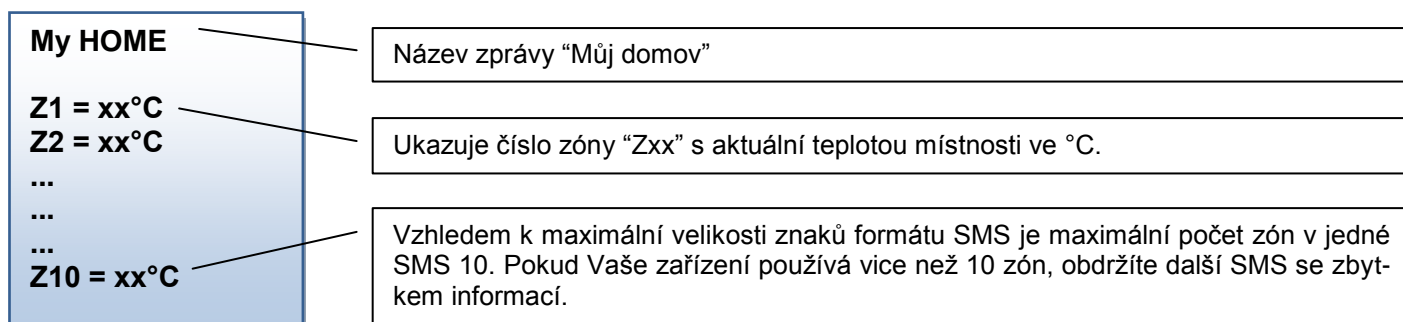 My HOME
Název zprávy “Můj domov”
Z1 = xx°C
Z2 = xx°C
Ukazuje číslo zóny “Zxx” s aktuální teplotou místnosti ve °C.
...
...
...
Z10 = xx°C
Vzhledem k maximální velikosti znaků formátu SMS je maximální počet zón v jedné
SMS 10. Pokud Vaše zařízení používá vice než 10 zón, obdržíte další SMS se zbyt-
kem informací.